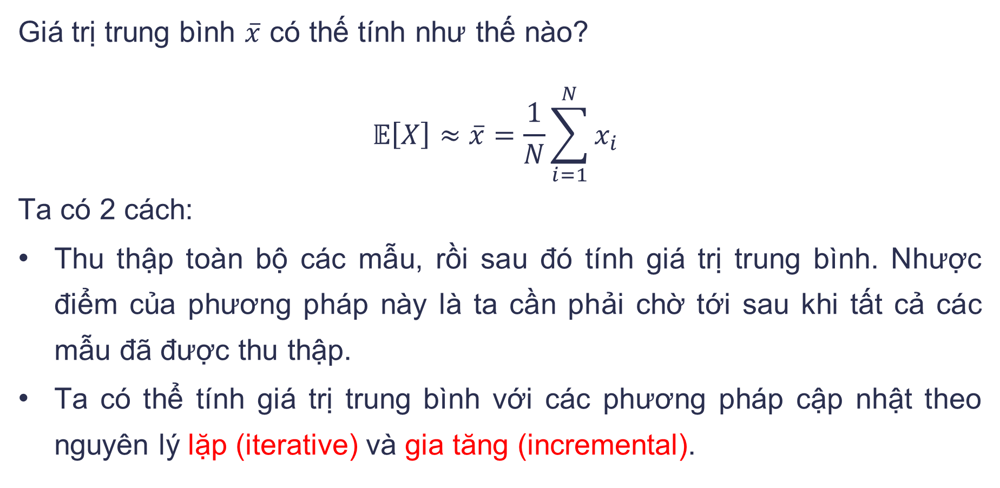 Giá trị trung bình x̄ có thế tính như thế nào?
𝔼[X] ≈ x̄ = \frac{1}{N} \sum_{i=1}^{N} x_i
Ta có 2 cách:
• Thu thập toàn bộ các mẫu, rồi sau đó tính giá trị trung bình. Nhược
điểm của phương pháp này là ta cần phải chờ tới sau khi tất cả các
mẫu đã được thu thập.
• Ta có thể tính giá trị trung bình với các phương pháp cập nhật theo
nguyên lý lặp (iterative) và gia tăng (incremental).